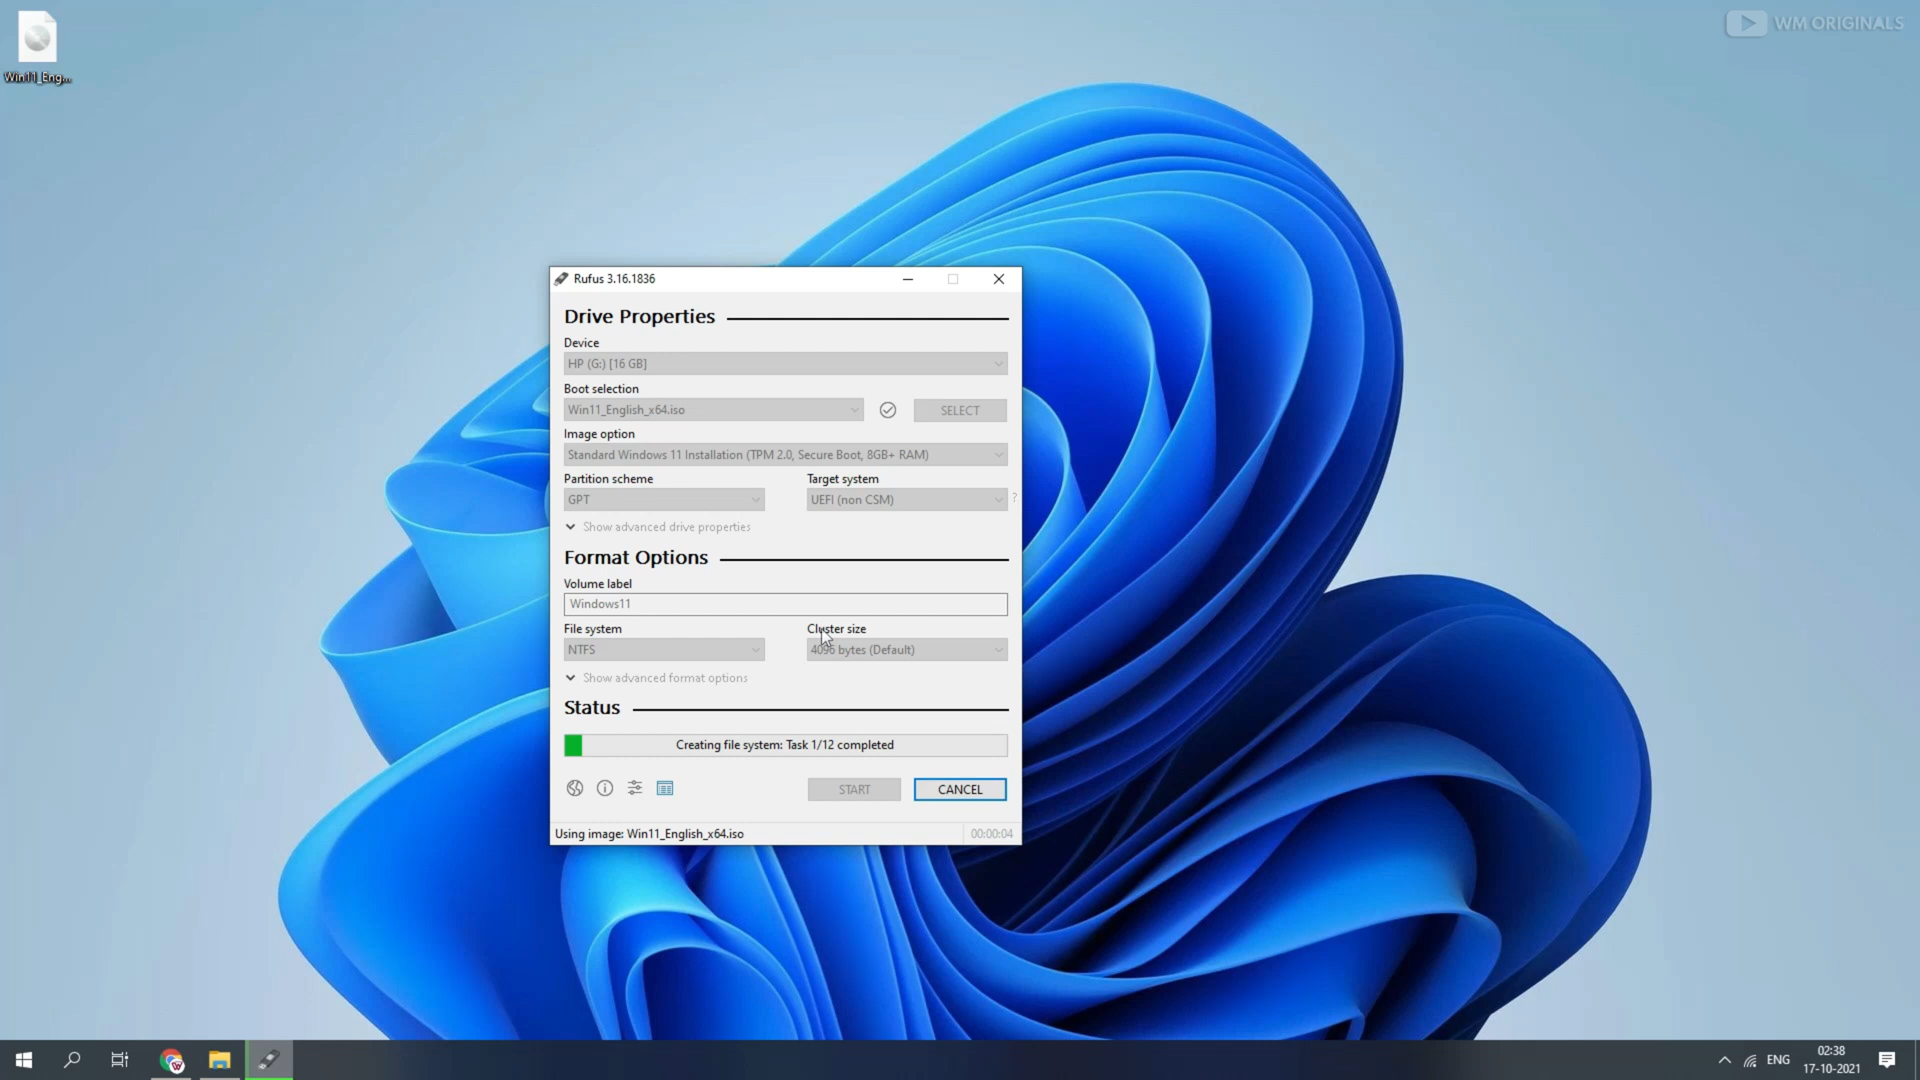 WM ORIGINALS
Win11_Eng...
Rufus 3.16.1836
Drive Properties
Device
HP (G:) [16 GB]
Boot selection
Win11_English_x64.iso
SELECT
Image option
Standard Windows 11 Installation (TPM 2.0, Secure Boot, 8GB+ RAM)
Partition scheme
Target system
GPT
UEFI (non CSM)
?
Show advanced drive properties
Format Options
Volume label
Windows11
File system
Cluster size
NTFS
4096 bytes (Default)
Show advanced format options
Status
Creating file system: Task 1/12 completed
START
CANCEL
Using image: Win11_English_x64.iso
00:00:04
ENG
02:38
17-10-2021